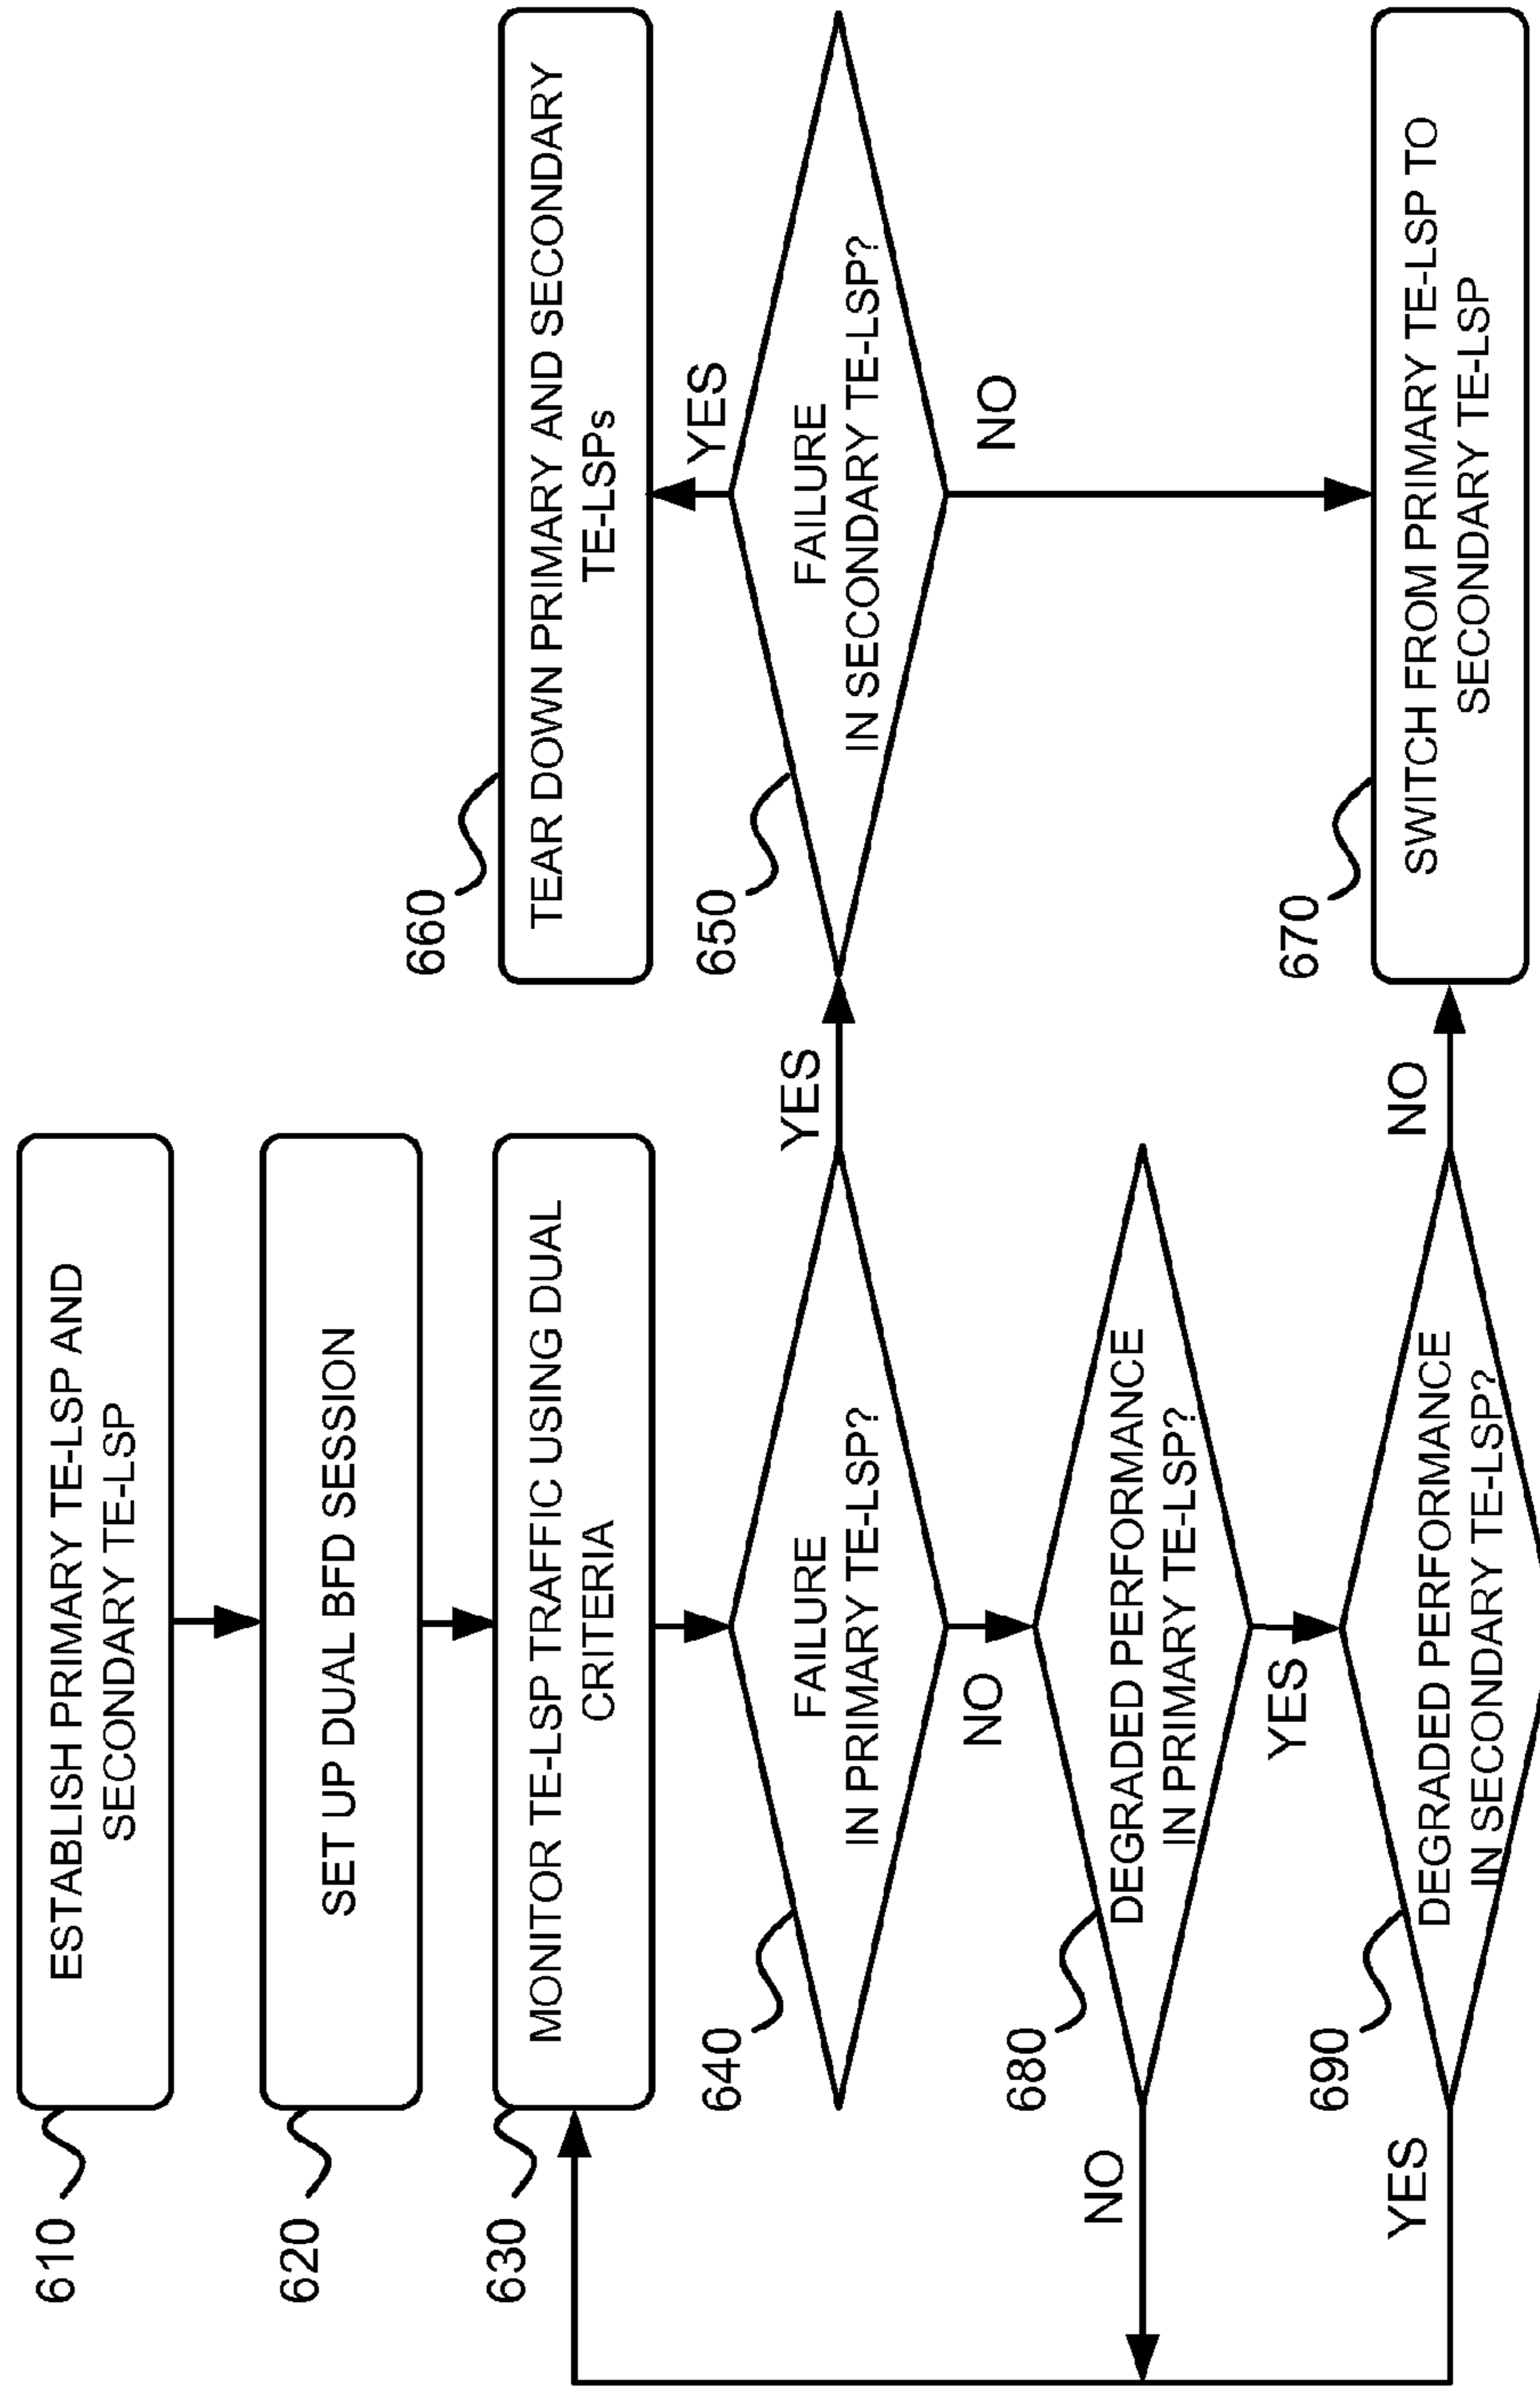 610
ESTABLISH PRIMARY TE-LSP AND
SECONDARY TE-LSP
620
SET UP DUAL BFD SESSION
630
MONITOR TE-LSP TRAFFIC USING DUAL
CRITERIA
640
FAILURE
IN PRIMARY TE-LSP?
YES
NO
650
FAILURE
IN SECONDARY TE-LSP?
YES
NO
660
TEAR DOWN PRIMARY AND SECONDARY
TE-LSPs
680
DEGRADED PERFORMANCE
IN PRIMARY TE-LSP?
NO
YES
690
DEGRADED PERFORMANCE
IN SECONDARY TE-LSP?
YES
NO
670
SWITCH FROM PRIMARY TE-LSP TO
SECONDARY TE-LSP